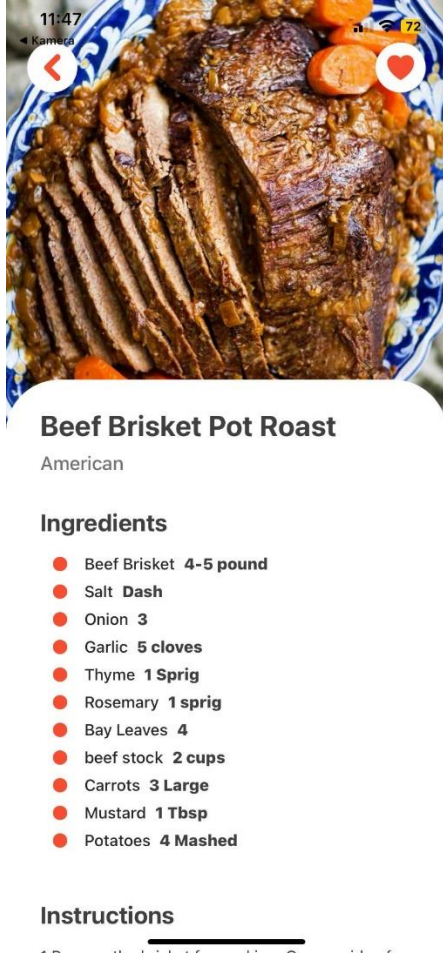 11:47
72
◀ Kamera
Beef Brisket Pot Roast
American
Ingredients
Beef Brisket 4-5 pound
Salt Dash
Onion 3
Garlic 5 cloves
Thyme 1 Sprig
Rosemary 1 sprig
Bay Leaves 4
beef stock 2 cups
Carrots 3 Large
Mustard 1 Tbsp
Potatoes 4 Mashed
Instructions